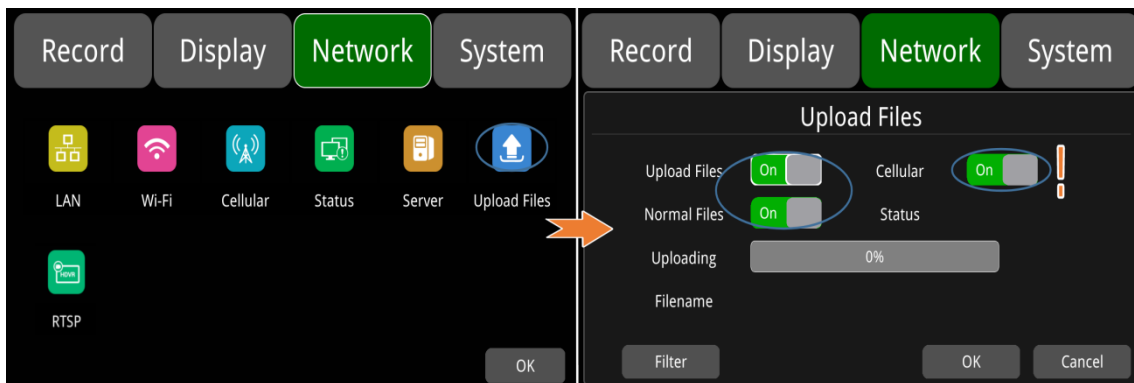 Record Display Network System
LAN Wi-Fi Cellular Status Server Upload Files
HDVR
RTSP
OK
Record Display Network System
Upload Files
Upload Files On Cellular On
Normal Files On Status
Uploading 0%
Filename
Filter OK Cancel